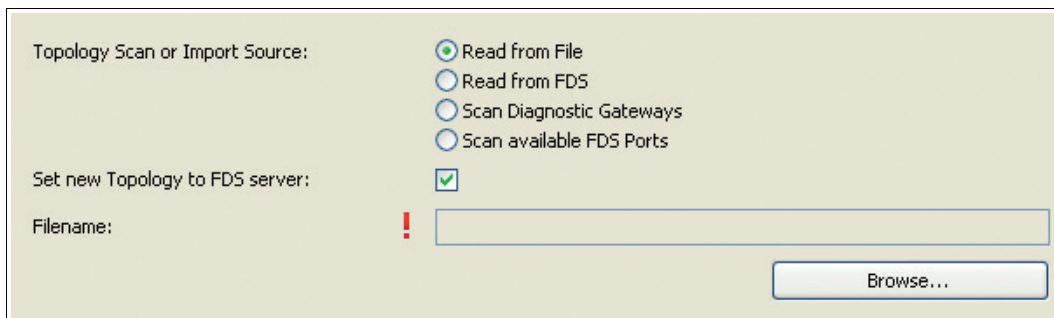 Topology Scan or Import Source:
Read from File
Read from FDS
Scan Diagnostic Gateways
Scan available FDS Ports
Set new Topology to FDS server:
Filename:
!
Browse...